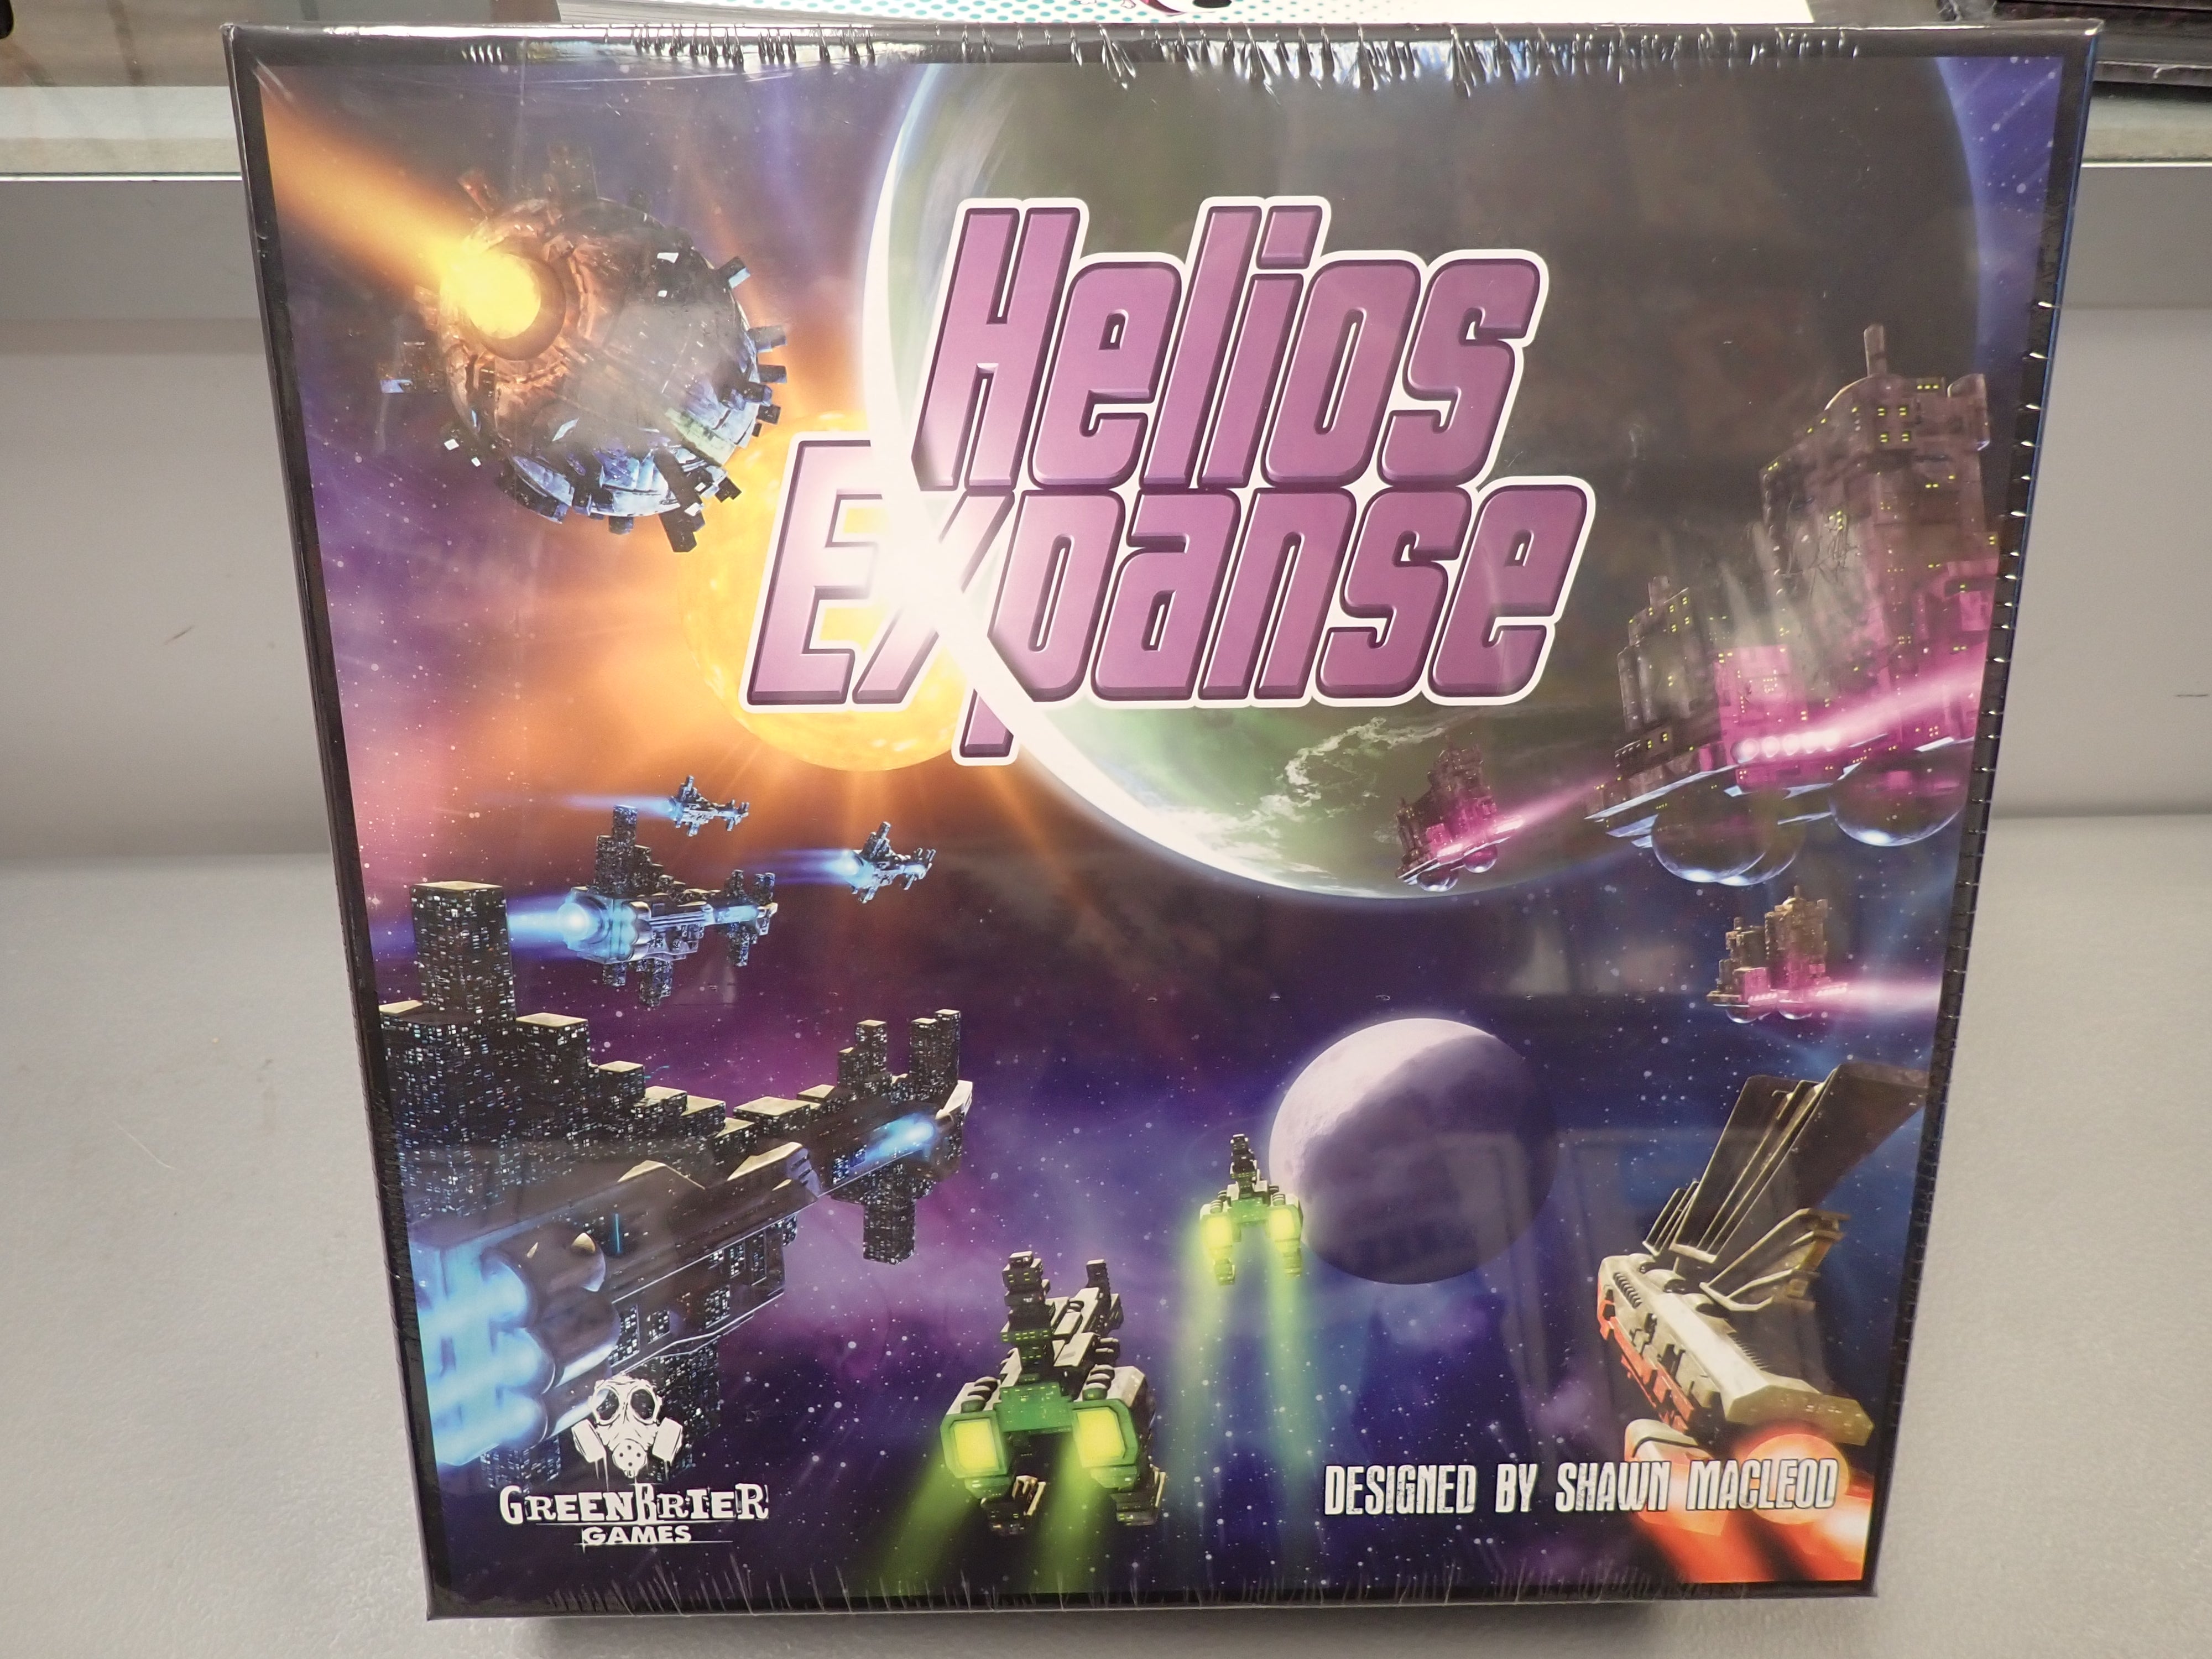 Helios
Expanse
GREENBRIER
GAMES
DESIGNED BY SHAWN MACLEOD